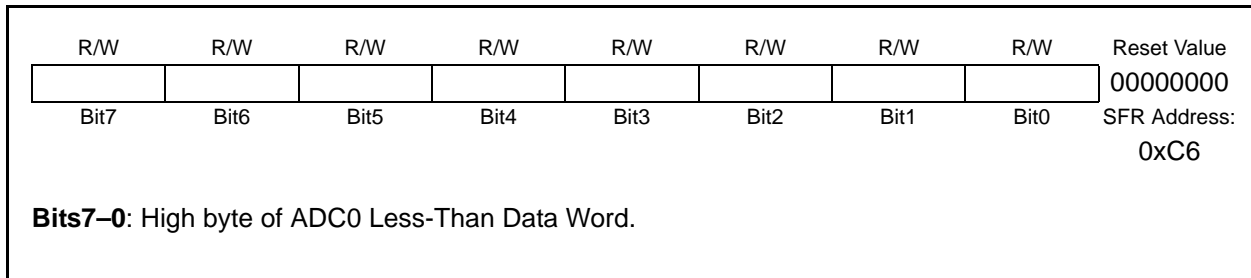 R/W R/W R/W R/W R/W R/W R/W R/W Reset Value
00000000
Bit7 Bit6 Bit5 Bit4 Bit3 Bit2 Bit1 Bit0 SFR Address:
0xC6
Bits7–0: High byte of ADC0 Less-Than Data Word.